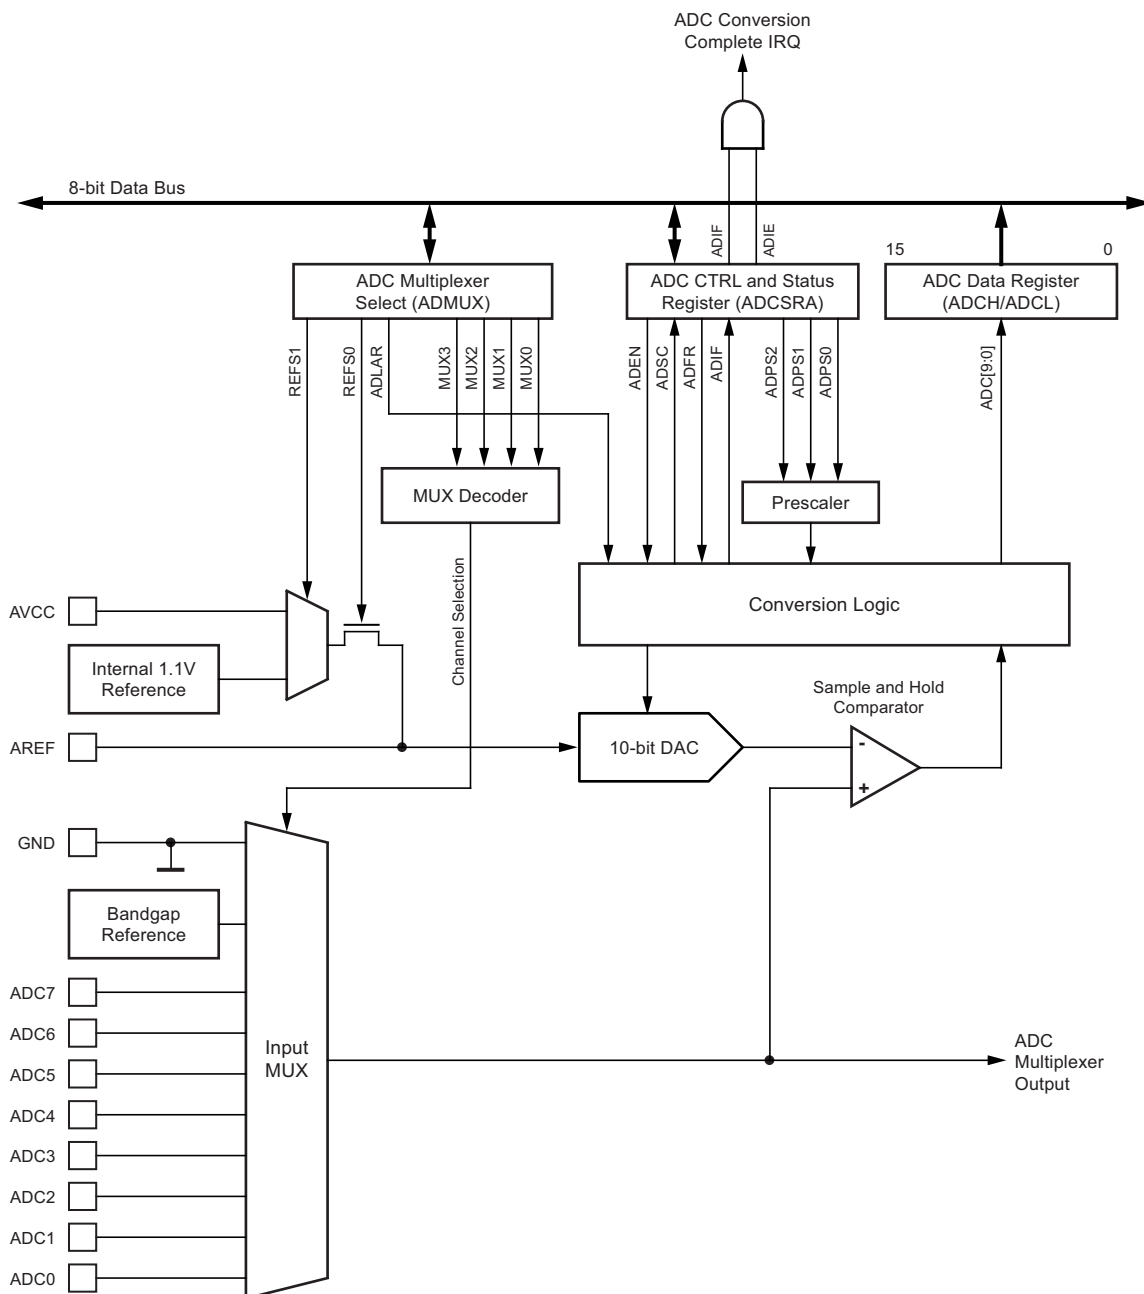 ADC Conversion
Complete IRQ
8-bit Data Bus
ADIF
ADIE
15
0
ADC Multiplexer
Select (ADMUX)
ADC CTRL and Status
Register (ADCSRA)
ADC Data Register
(ADCH/ADCL)
REFS1
REFS0
ADLAR
MUX3
MUX2
MUX1
MUX0
ADEN
ADSC
ADFR
ADIF
ADPS2
ADPS1
ADPS0
ADC[9:0]
MUX Decoder
Prescaler
Channel Selection
Conversion Logic
AVCC
Internal 1.1V
Reference
Sample and Hold
Comparator
AREF
10-bit DAC
-
+
GND
Bandgap
Reference
ADC7
ADC6
ADC5
ADC4
ADC3
ADC2
ADC1
ADC0
Input
MUX
ADC
Multiplexer
Output